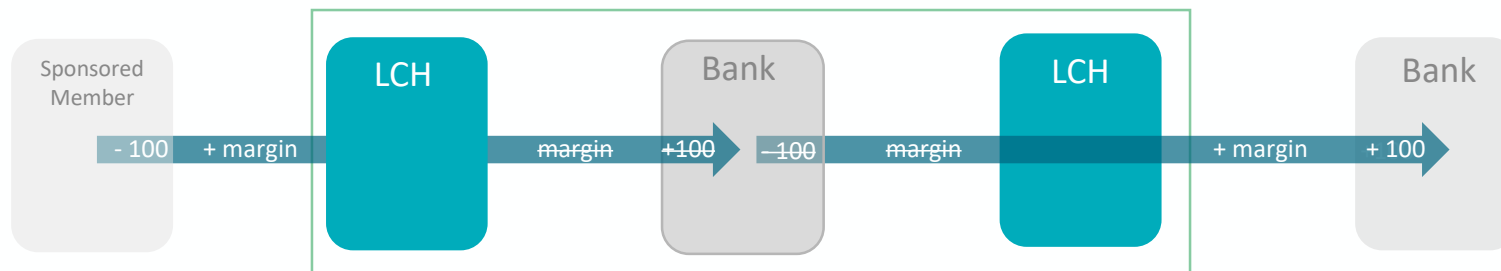 Sponsored
Member
LCH
Bank
LCH
Bank
- 100
+ margin
margin
+100
- 100
margin
+ margin
+ 100